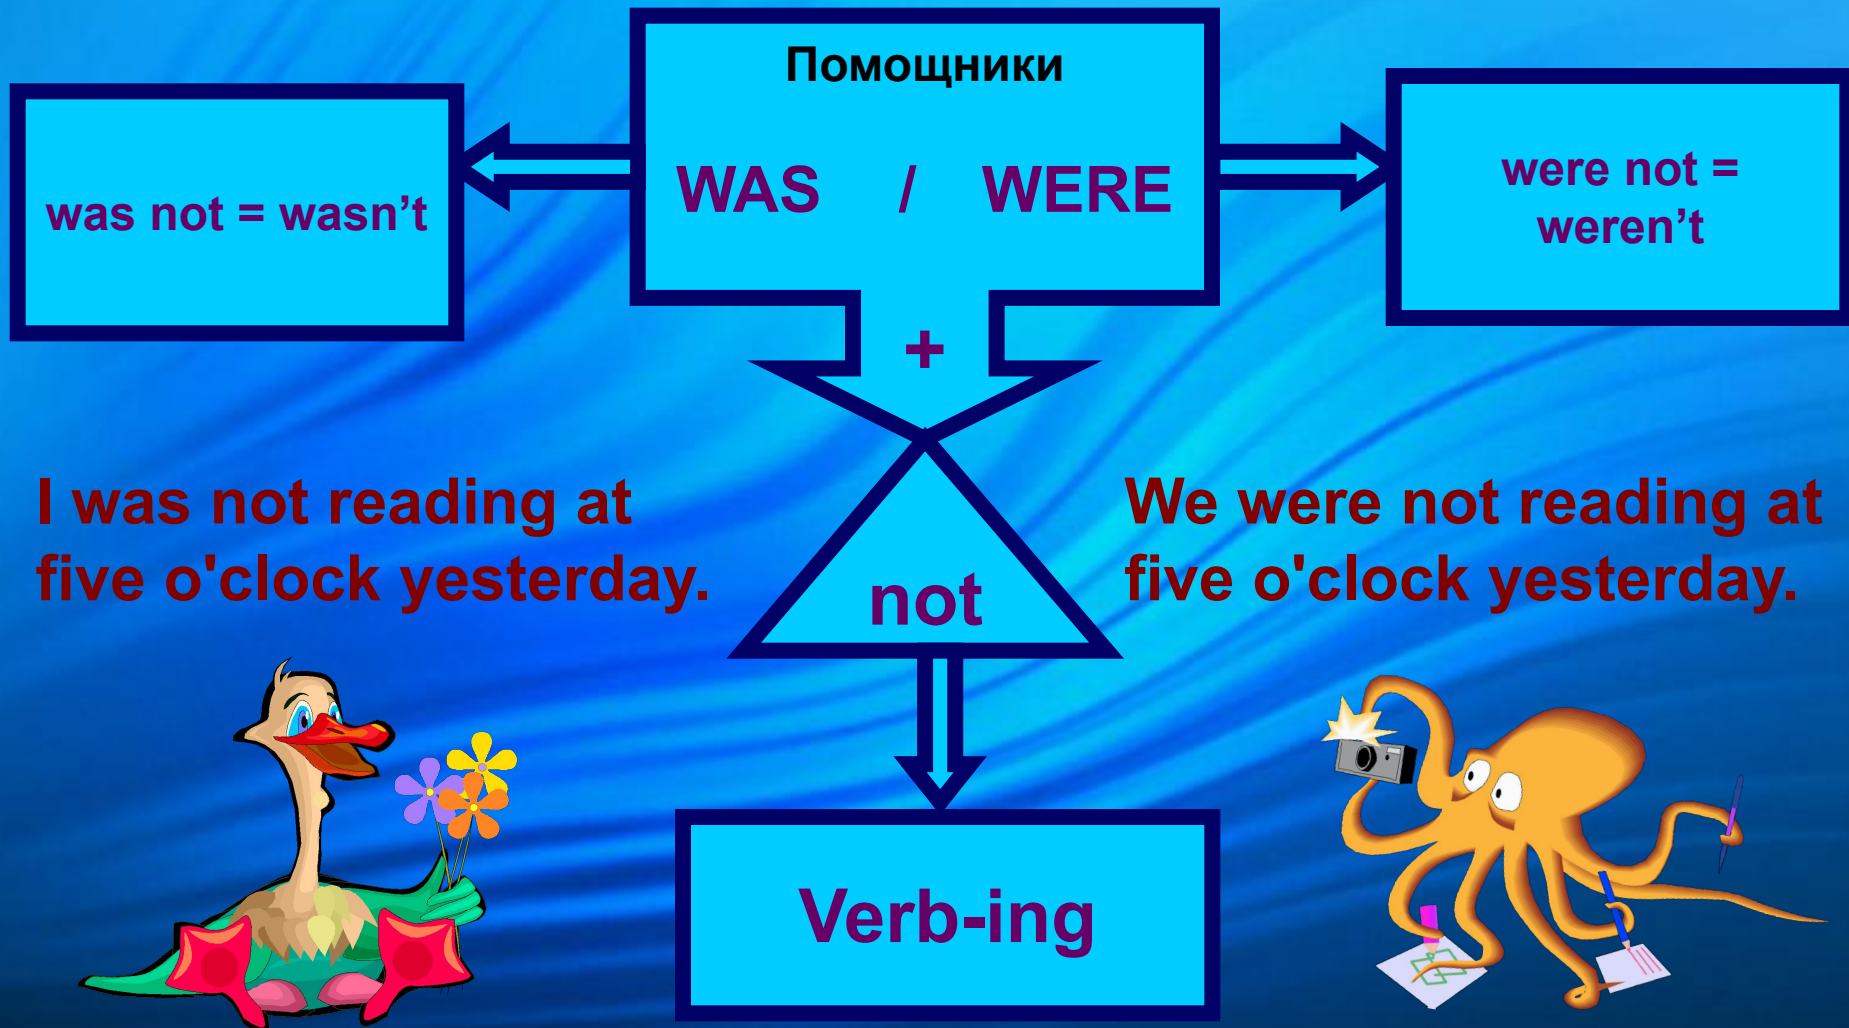 Помощники
WAS / WERE
was not = wasn’t
were not =
weren’t
+
I was not reading at
five o'clock yesterday.
We were not reading at
five o'clock yesterday.
not
Verb-ing